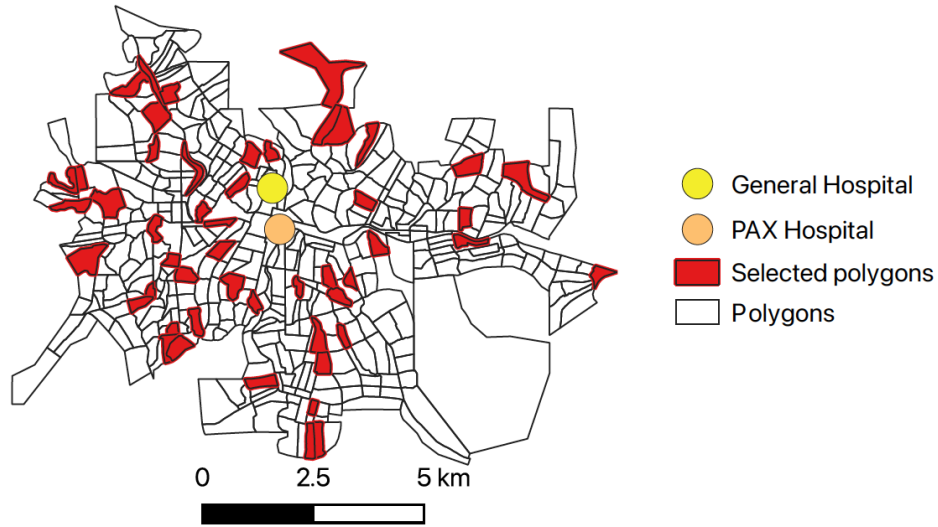 General Hospital
PAX Hospital
Selected polygons
Polygons
0 2.5 5 km